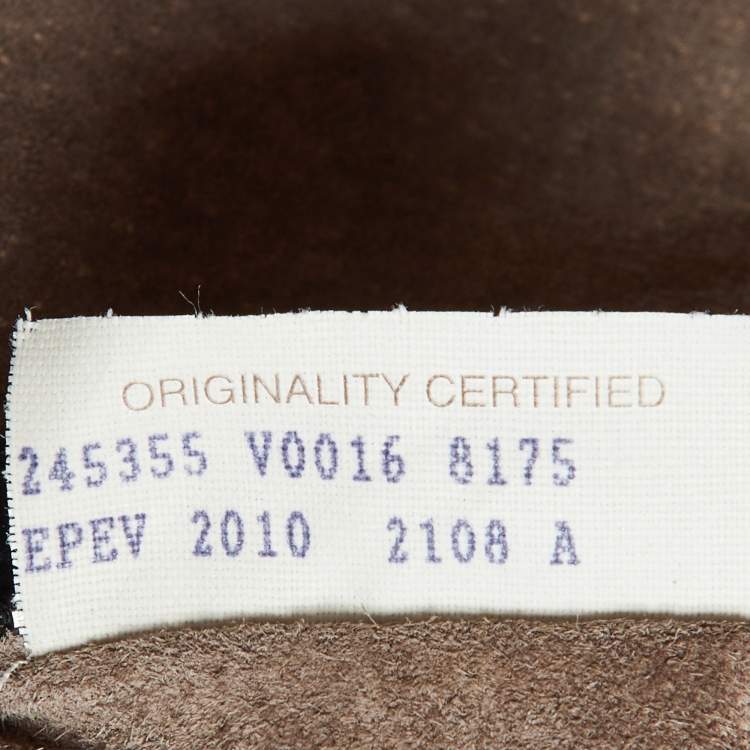 ORIGINALITY CERTIFIED
245355 V0016 8175
EPEV 2010 2108 A